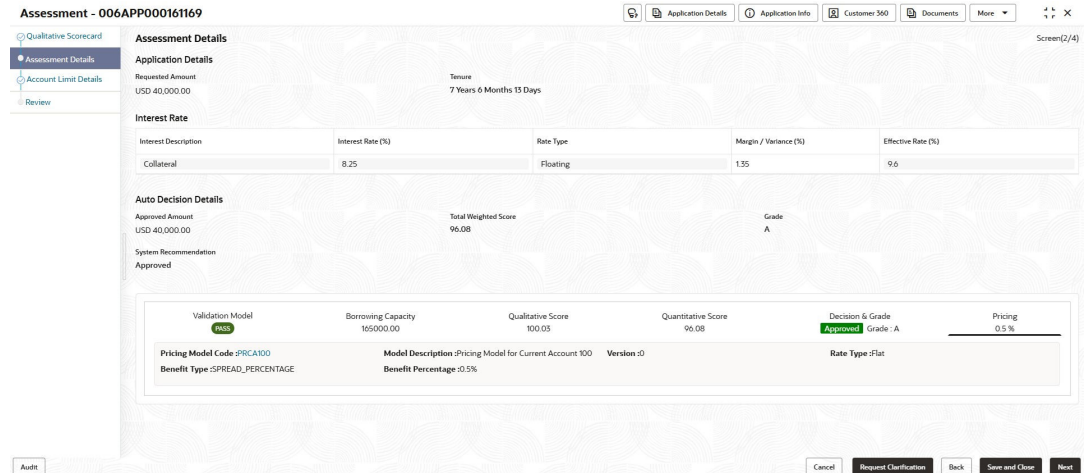 Assessment - 006APP000161169
Application Details
Application Info
Customer 360
Documents
More
Qualitative Scorecard
Assessment Details
Account Limit Details
Review
Assessment Details
Screen(2/4)
Application Details
Requested Amount Tenure
USD 40,000.00 7 Years 6 Months 13 Days
Interest Rate
Interest Description Interest Rate (%) Rate Type Margin / Variance (%) Effective Rate (%)
Collateral 8.25 Floating 1.35 9.6
Auto Decision Details
Approved Amount Total Weighted Score Grade
USD 40,000.00 96.08 A
System Recommendation
Approved
Validation Model Borrowing Capacity Qualitative Score Quantitative Score Decision & Grade Pricing
PASS 165000.00 100.03 96.08 Approved Grade : A 0.5 %
Pricing Model Code :PRCA100 Model Description :Pricing Model for Current Account 100 Version :0 Rate Type :Flat
Benefit Type :SPREAD_PERCENTAGE Benefit Percentage :0.5%
Audit Cancel Request Clarification Back Save and Close Next